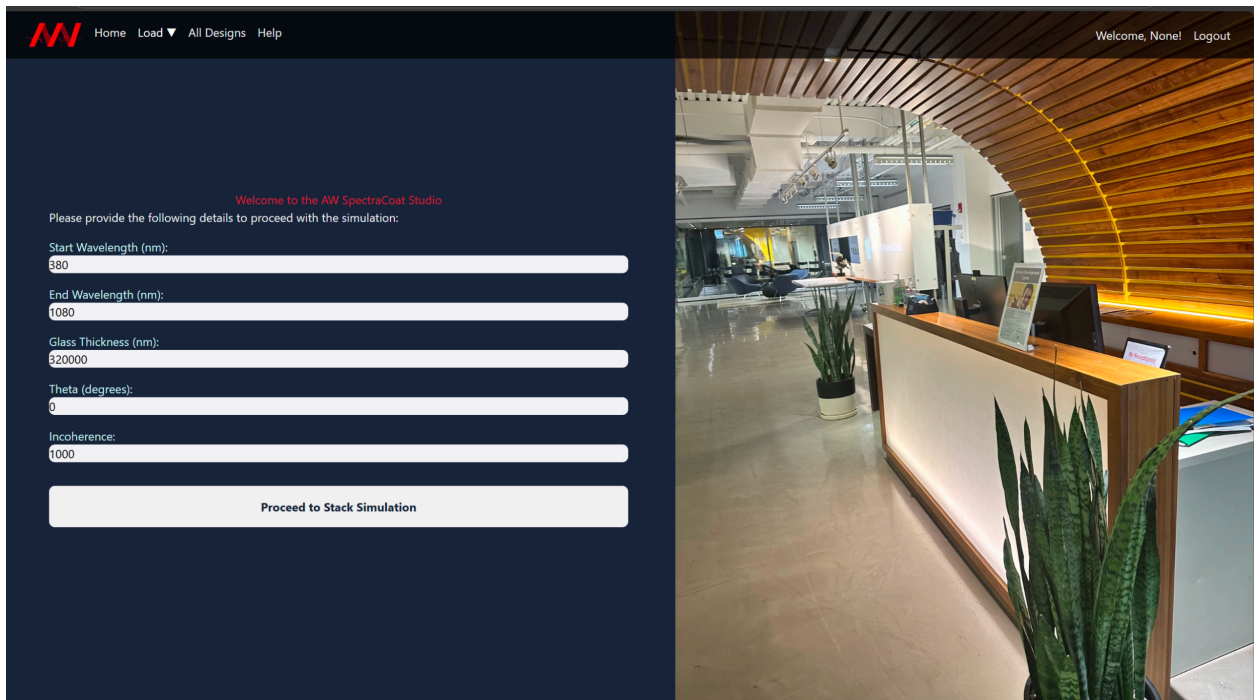 Home Load ▼ All Designs Help
Welcome, None! Logout
Welcome to the AW SpectraCoat Studio
Please provide the following details to proceed with the simulation:
Start Wavelength (nm):
380
End Wavelength (nm):
1080
Glass Thickness (nm):
320000
Theta (degrees):
0
Incoherence:
1000
Proceed to Stack Simulation